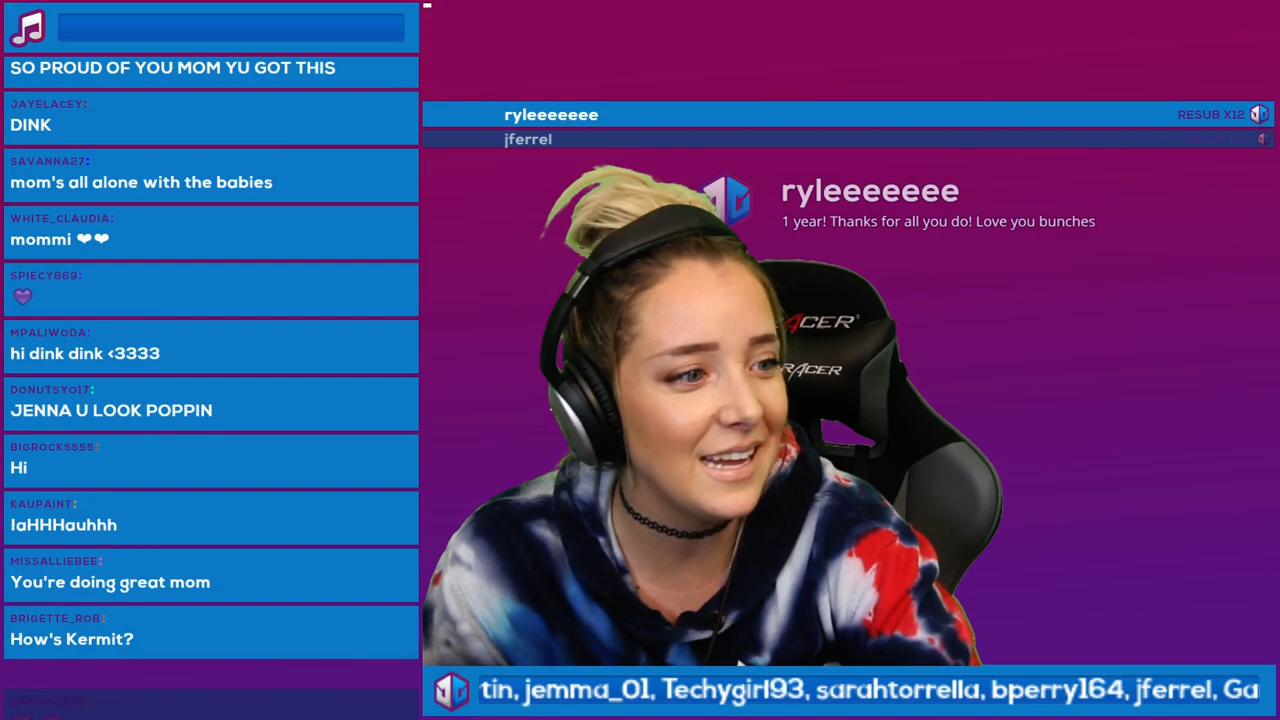 SO PROUD OF YOU MOM YU GOT THIS
JAYELACEY:
DINK
SAVANNA27:
mom's all alone with the babies
WHITE_CLAUDIA:
mommi ❤❤
SPIECY869:
💜
MPALIWODA:
hi dink dink <3333
DONUTSYO17:
JENNA U LOOK POPPIN
BIGROCK5555:
Hi
KAUPAINT:
IaHHHauhhh
MISSALLIEBEE:
You're doing great mom
BRIGETTE_ROB:
How's Kermit?
ryleeeeeee
RESUB X12
jferrel
ryleeeeeee
1 year! Thanks for all you do! Love you bunches
ACER
RACER
tin, jemma_01, Techygirl93, sarahtorrella, bperry164, jferrel, Ga